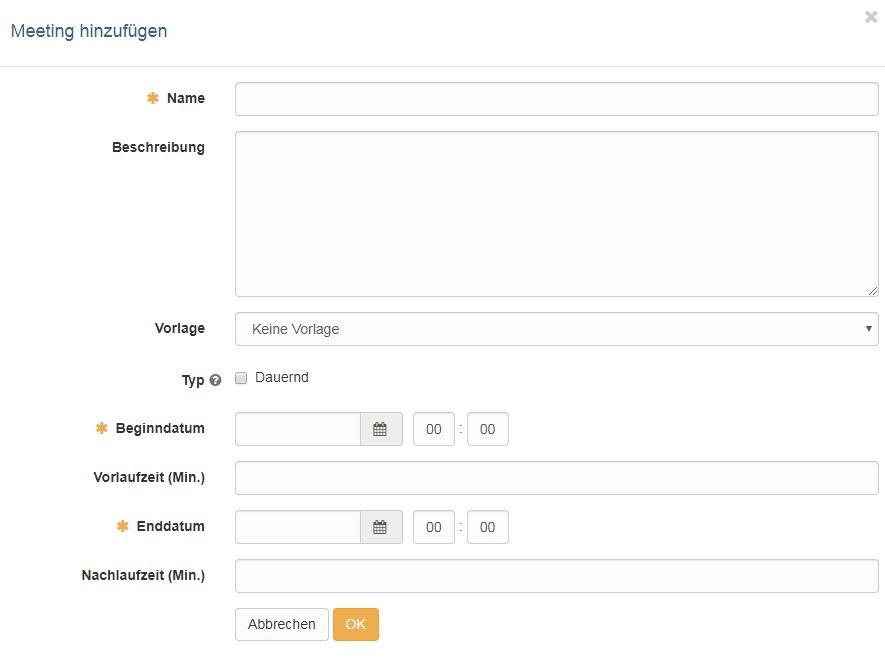 Meeting hinzufügen
✱ Name
Beschreibung
Vorlage Keine Vorlage
Typ Dauernd
✱ Beginndatum 00 : 00
Vorlaufzeit (Min.)
✱ Enddatum 00 : 00
Nachlaufzeit (Min.)
Abbrechen OK